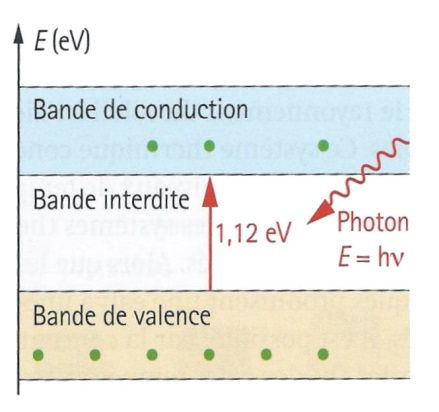 E (eV)
Bande de conduction
Bande interdite
1,12 eV
Photon
E = hν
Bande de valence